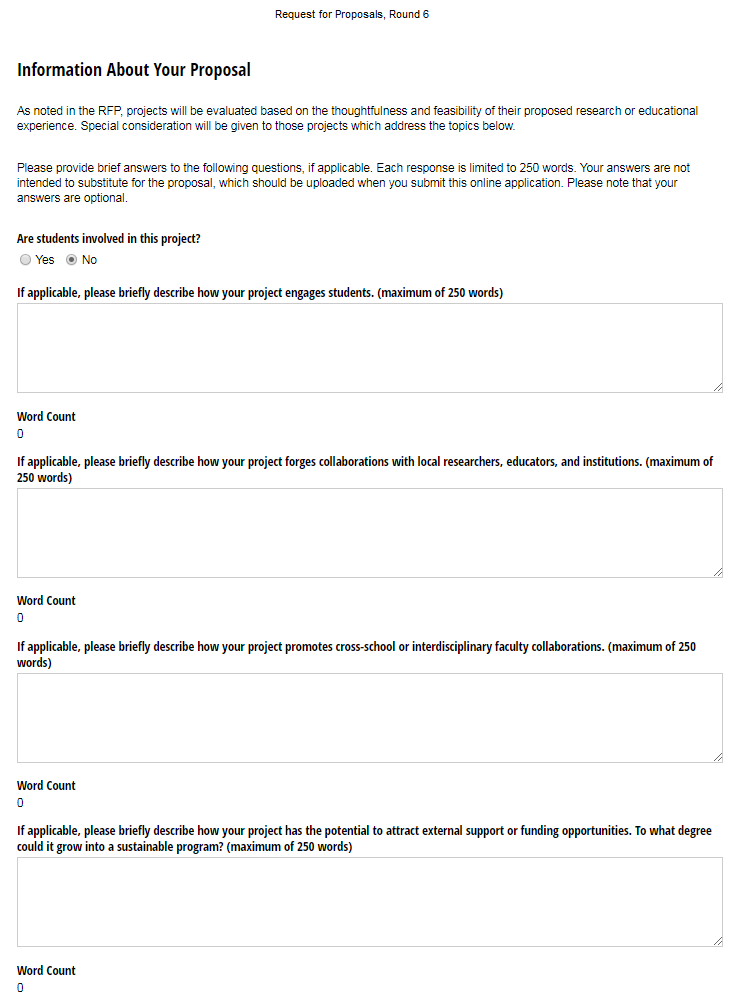 Request for Proposals, Round 6
Information About Your Proposal
As noted in the RFP, projects will be evaluated based on the thoughtfulness and feasibility of their proposed research or educational
experience. Special consideration will be given to those projects which address the topics below.
Please provide brief answers to the following questions, if applicable. Each response is limited to 250 words. Your answers are not
intended to substitute for the proposal, which should be uploaded when you submit this online application. Please note that your
answers are optional.
Are students involved in this project?
Yes No
If applicable, please briefly describe how your project engages students. (maximum of 250 words)
Word Count
0
If applicable, please briefly describe how your project forges collaborations with local researchers, educators, and institutions. (maximum of
250 words)
Word Count
0
If applicable, please briefly describe how your project promotes cross-school or interdisciplinary faculty collaborations. (maximum of 250
words)
Word Count
0
If applicable, please briefly describe how your project has the potential to attract external support or funding opportunities. To what degree
could it grow into a sustainable program? (maximum of 250 words)
Word Count
0